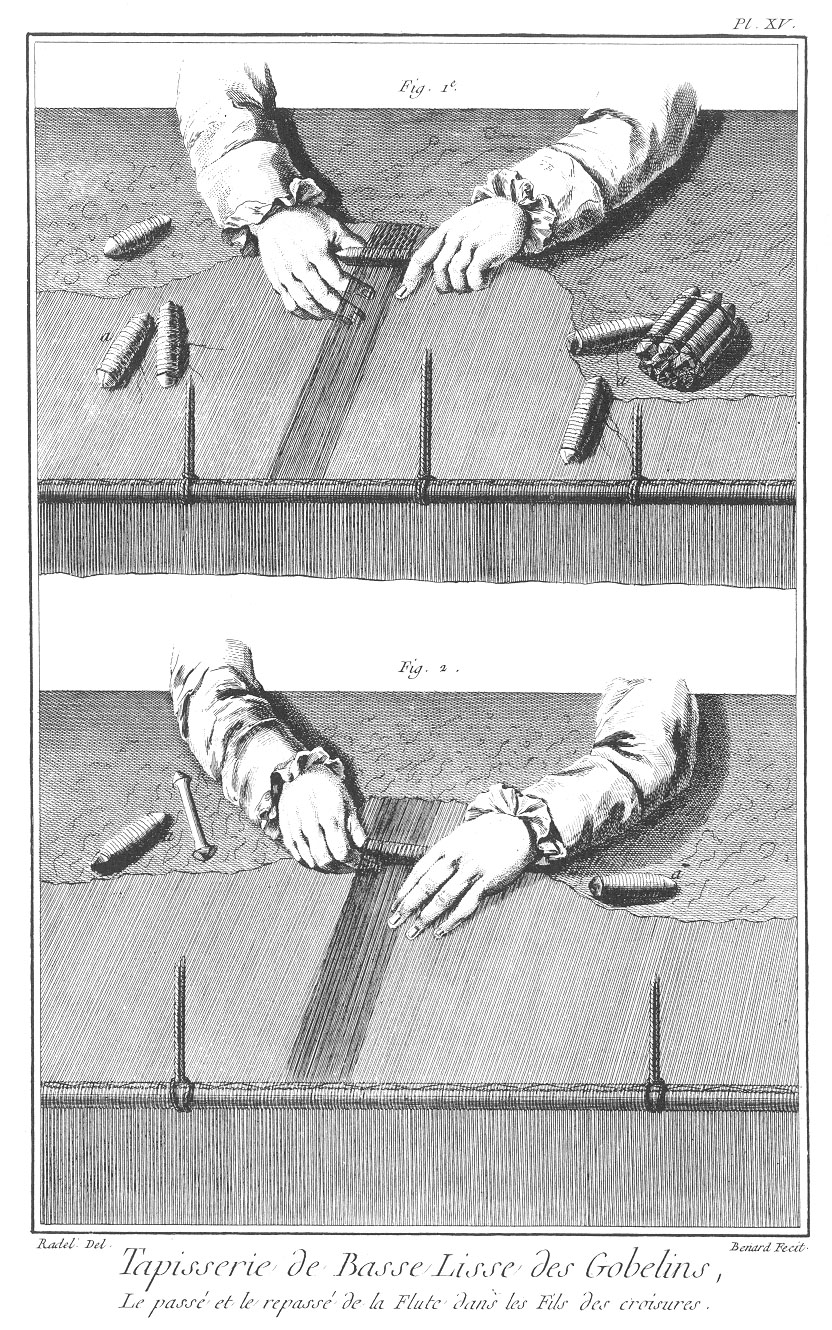 Pl. XV.
Fig. 1e.
a
a
Fig. 2.
a
Radel Del.
Benard Fecit.
Tapisserie de Basse Lisse des Gobelins,
Le passé et le repassé de la Flute dans les Fils des croisures.